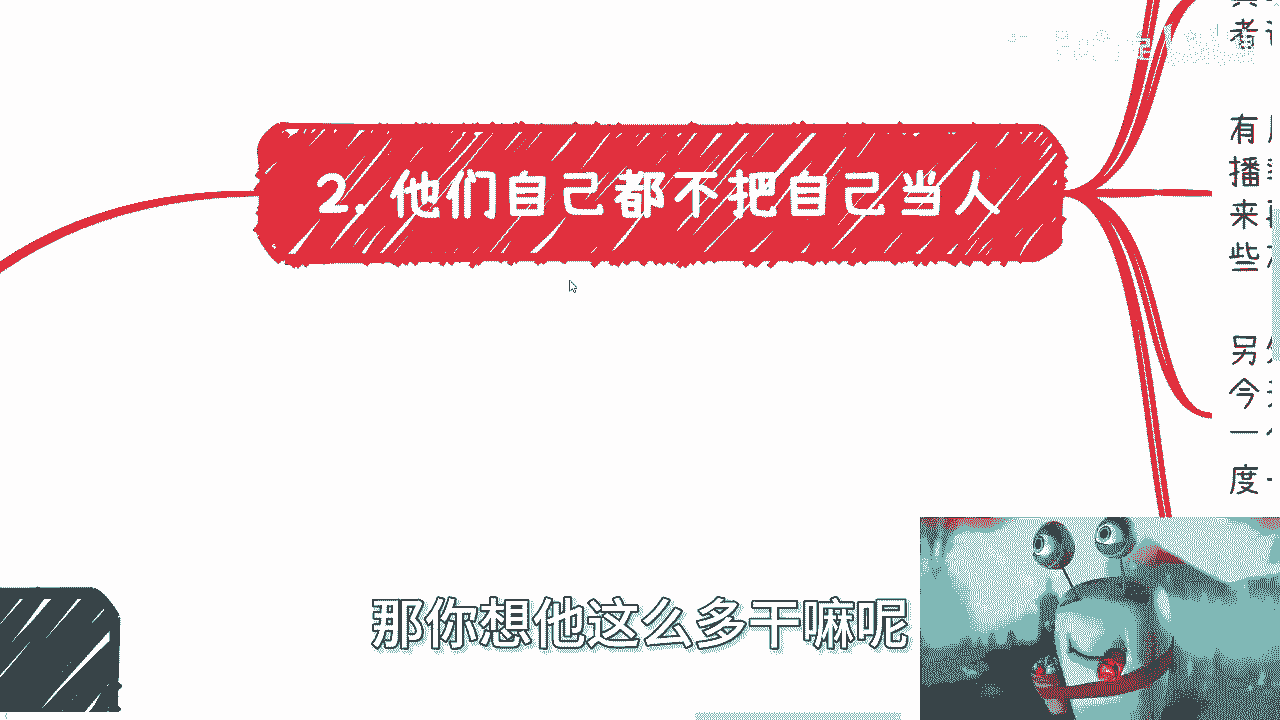 者
有
播
2. 他们自己都不把自己当人
来
些
另
今
一
度
那你想他这么多干嘛呢